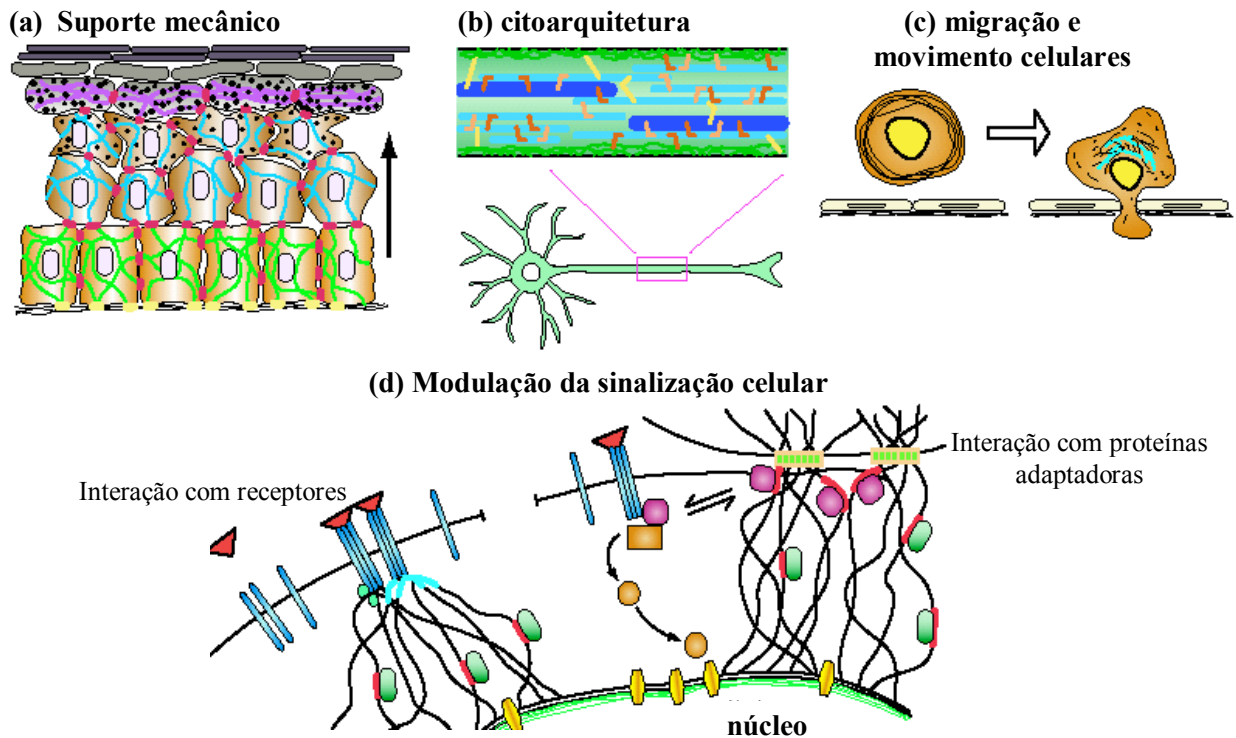 (a) Suporte mecânico
(b) citoarquitetura
(c) migração e
movimento celulares
(d) Modulação da sinalização celular
Interação com receptores
Interação com proteínas
adaptadoras
núcleo